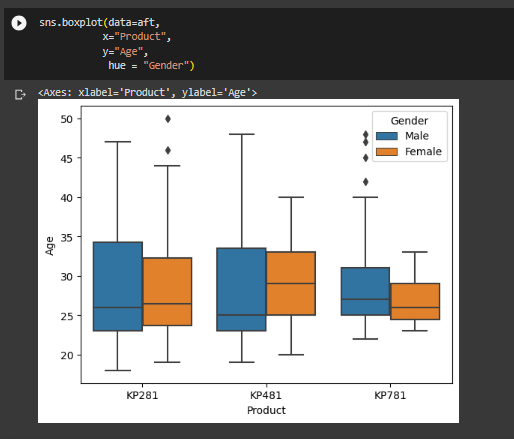 sns.boxplot(data=aft,
x="Product",
y="Age",
hue = "Gender")
<Axes: xlabel='Product', ylabel='Age'>
Gender
Male
Female
50
45
40
35
30
25
20
Age
KP281 KP481 KP781
Product